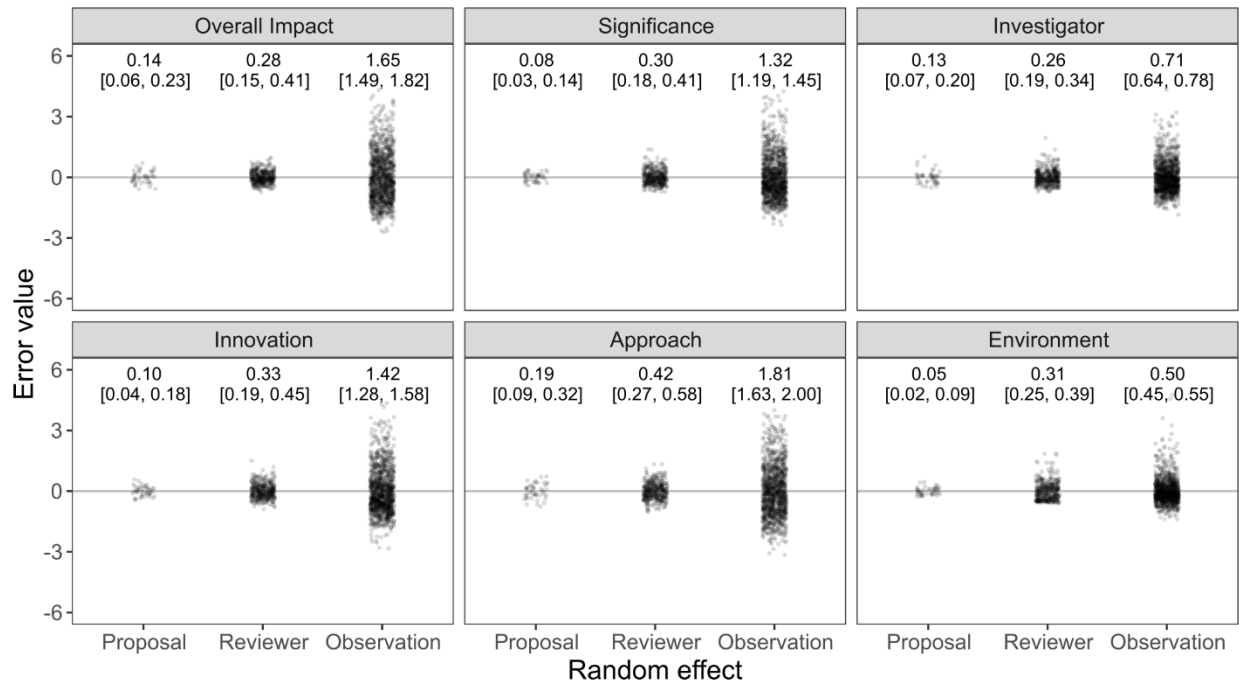 Overall Impact
Significance
Investigator
0.14 0.28 1.65
[0.06, 0.23] [0.15, 0.41] [1.49, 1.82]
0.08 0.30 1.32
[0.03, 0.14] [0.18, 0.41] [1.19, 1.45]
0.13 0.26 0.71
[0.07, 0.20] [0.19, 0.34] [0.64, 0.78]
6
3
0
-3
-6
Error value
Innovation
Approach
Environment
0.10 0.33 1.42
[0.04, 0.18] [0.19, 0.45] [1.28, 1.58]
0.19 0.42 1.81
[0.09, 0.32] [0.27, 0.58] [1.63, 2.00]
0.05 0.31 0.50
[0.02, 0.09] [0.25, 0.39] [0.45, 0.55]
6
3
0
-3
-6
Proposal Reviewer Observation
Proposal Reviewer Observation
Proposal Reviewer Observation
Random effect